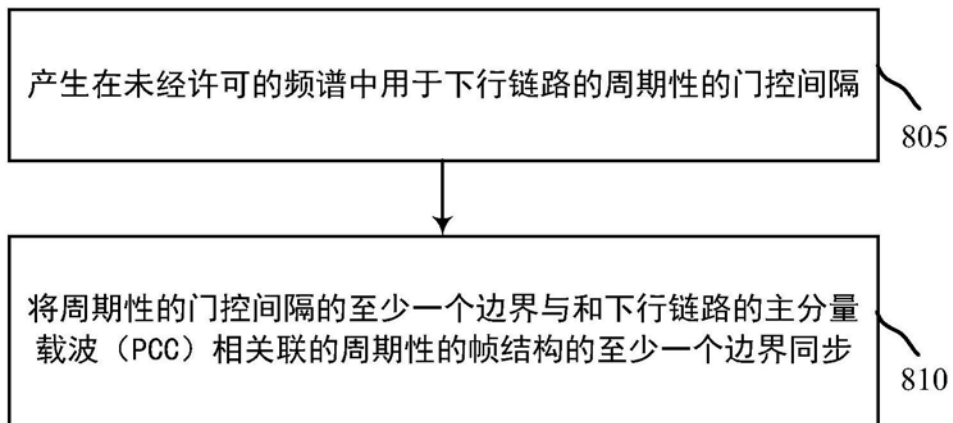 产生在未经许可的频谱中用于下行链路的周期性的门控间隔
805
将周期性的门控间隔的至少一个边界与和下行链路的主分量
载波（PCC）相关联的周期性的帧结构的至少一个边界同步
810